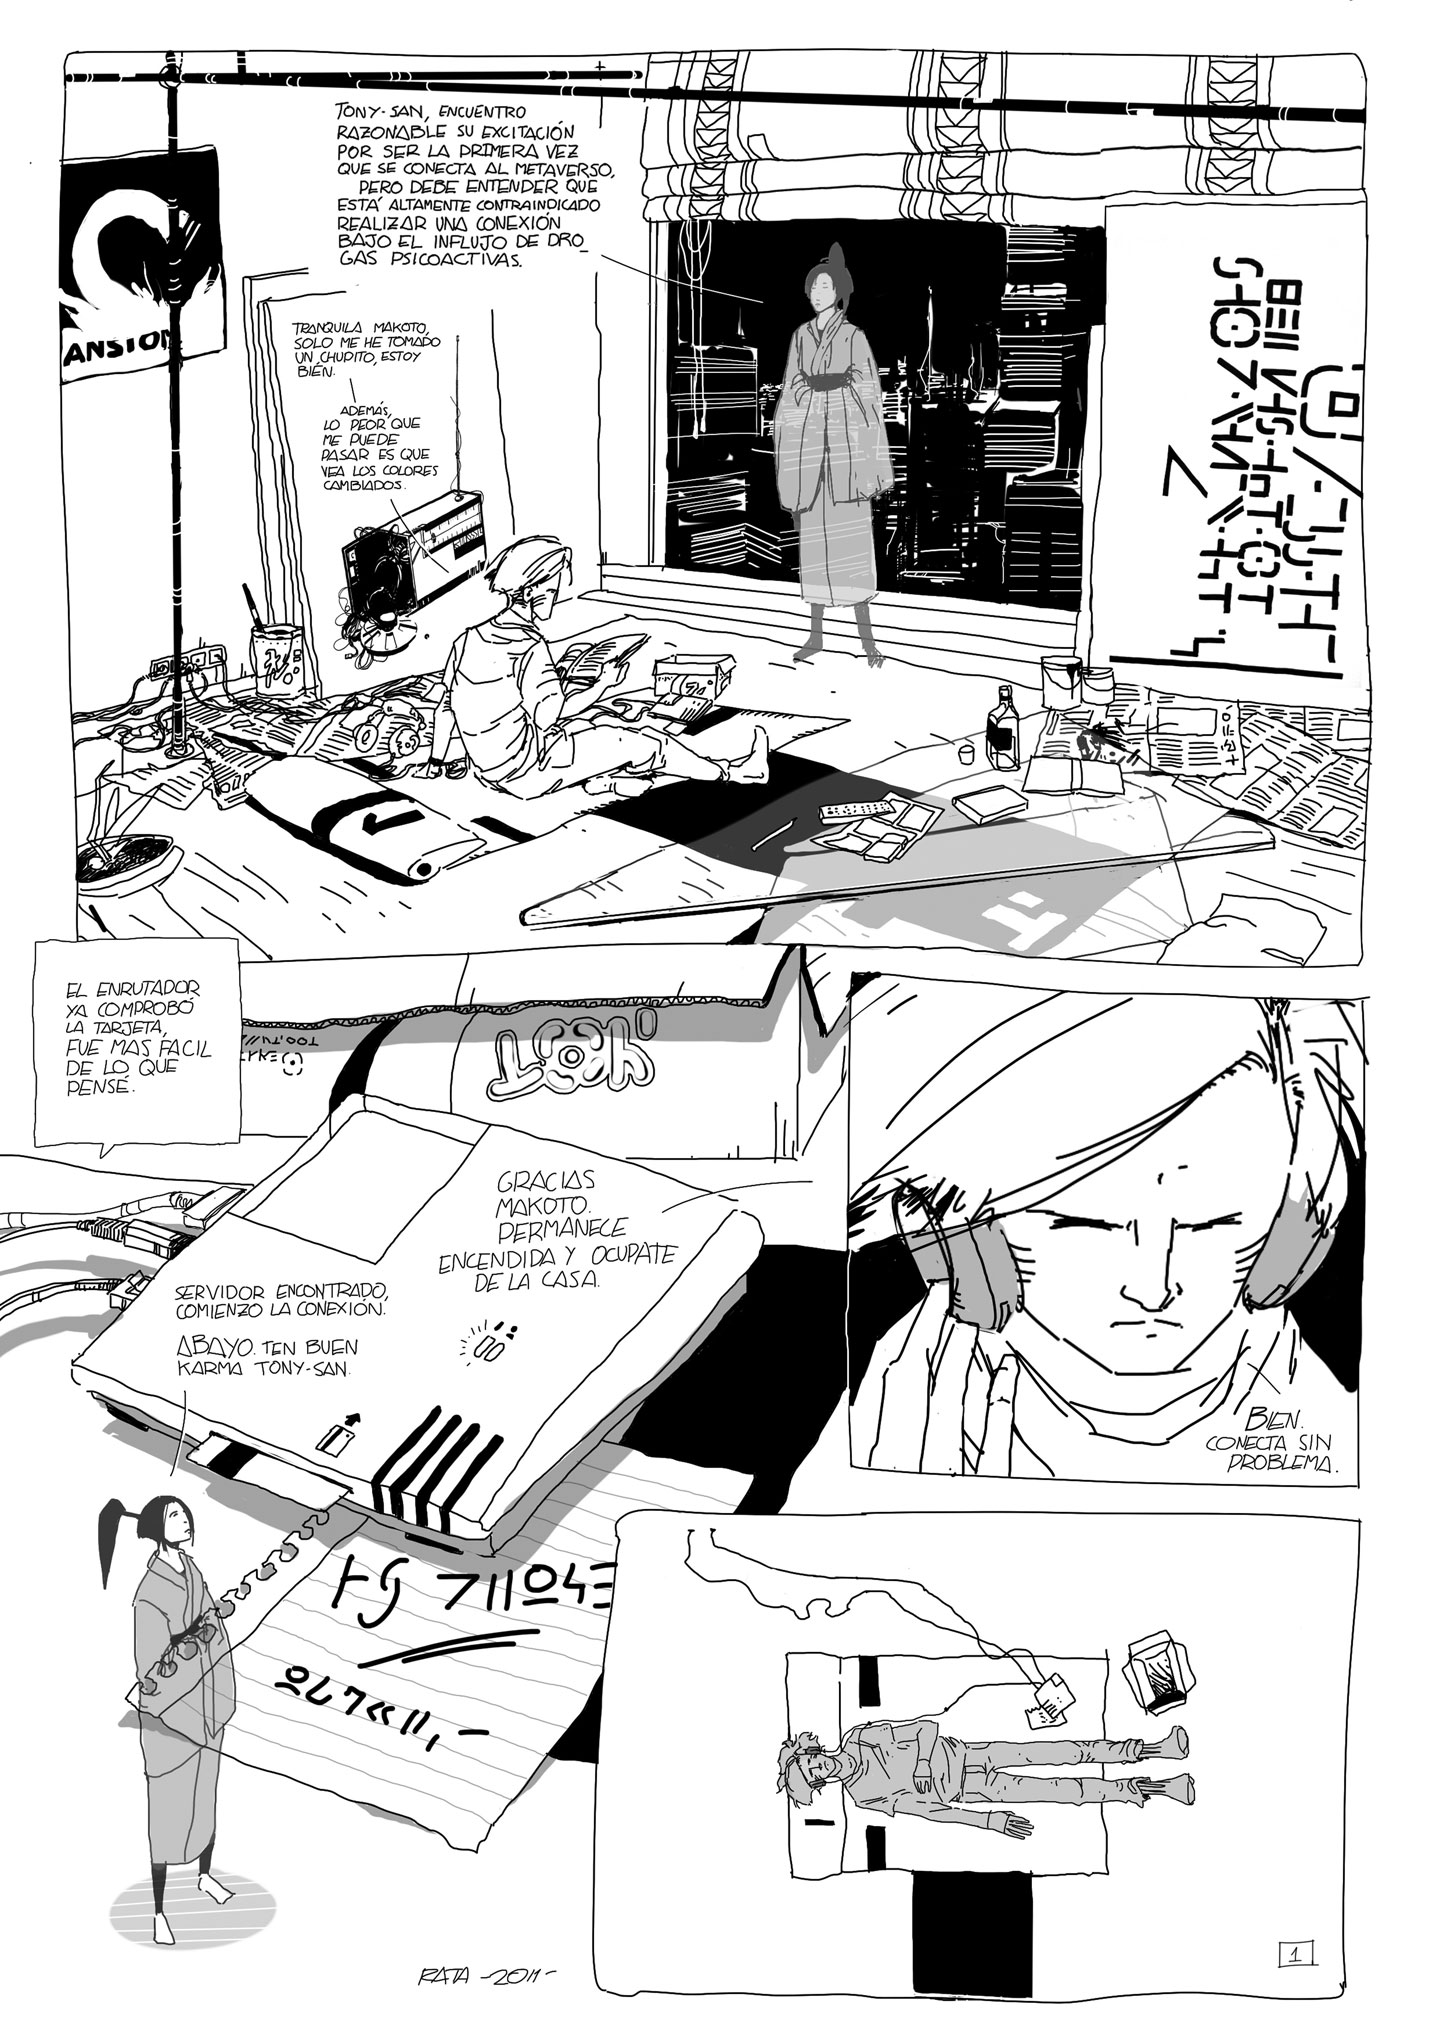 TONY-SAN, ENCUENTRO
RAZONABLE SU EXCITACIÓN
POR SER LA PRIMERA VEZ
QUE SE CONECTA AL METAVERSO,
PERO DEBE ENTENDER QUE
ESTÁ ALTAMENTE CONTRAINDICADO
REALIZAR UNA CONEXIÓN
BAJO EL INFLUJO DE DRO_
GAS PSICOACTIVAS.
ANSION
TRANQUILA MAKOTO,
SOLO ME HE TOMADO
UN CHUPITO, ESTOY
BIÉN.
ADEMÁS,
LO PEOR QUE
ME PUEDE
PASAR ES QUE
VEA LOS COLORES
CAMBIADOS.
EL ENRUTADOR
YA COMPROBÓ
LA TARJETA,
FUE MAS FACIL
DE LO QUE
PENSÉ.
GRACIAS
MAKOTO.
PERMANECE
ENCENDIDA Y OCUPATE
DE LA CASA.
SERVIDOR ENCONTRADO,
COMIENZO LA CONEXIÓN.
ABAYO. TEN BUEN
KARMA TONY-SAN.
BIEN.
CONECTA SIN
PROBLEMA.
RATA -2011-
1